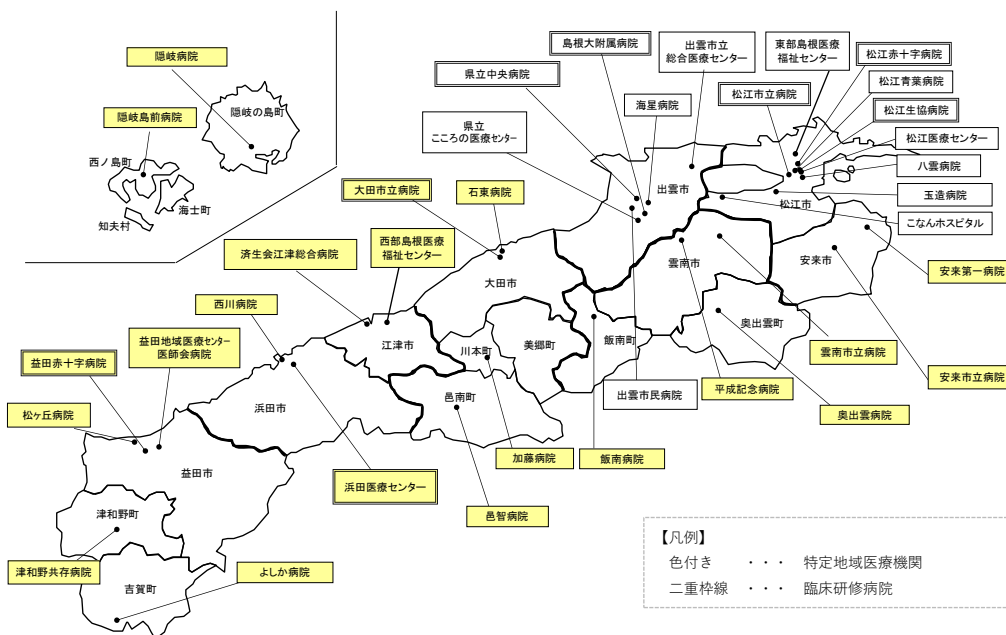 隠岐病院
隠岐島前病院
隠岐の島町
西ノ島町
海士町
知夫村
島根大附属病院
県立中央病院
県立
こころの医療センター
海星病院
出雲市立
総合医療センター
東部島根医療
福祉センター
松江市立病院
松江赤十字病院
松江青葉病院
松江生協病院
松江医療センター
八雲病院
玉造病院
こなんホスピタル
出雲市
松江市
安来市
雲南市
奥出雲町
飯南町
大田市
美郷町
川本町
江津市
邑南町
浜田市
益田市
津和野町
吉賀町
大田市立病院
石東病院
済生会江津総合病院
西部島根医療
福祉センター
西川病院
益田地域医療センター
医師会病院
益田赤十字病院
松ヶ丘病院
安来第一病院
安来市立病院
雲南市立病院
奥出雲病院
平成記念病院
出雲市民病院
飯南病院
加藤病院
邑智病院
浜田医療センター
津和野共存病院
よしか病院
【凡例】
色付き ・・・ 特定地域医療機関
二重枠線 ・・・ 臨床研修病院